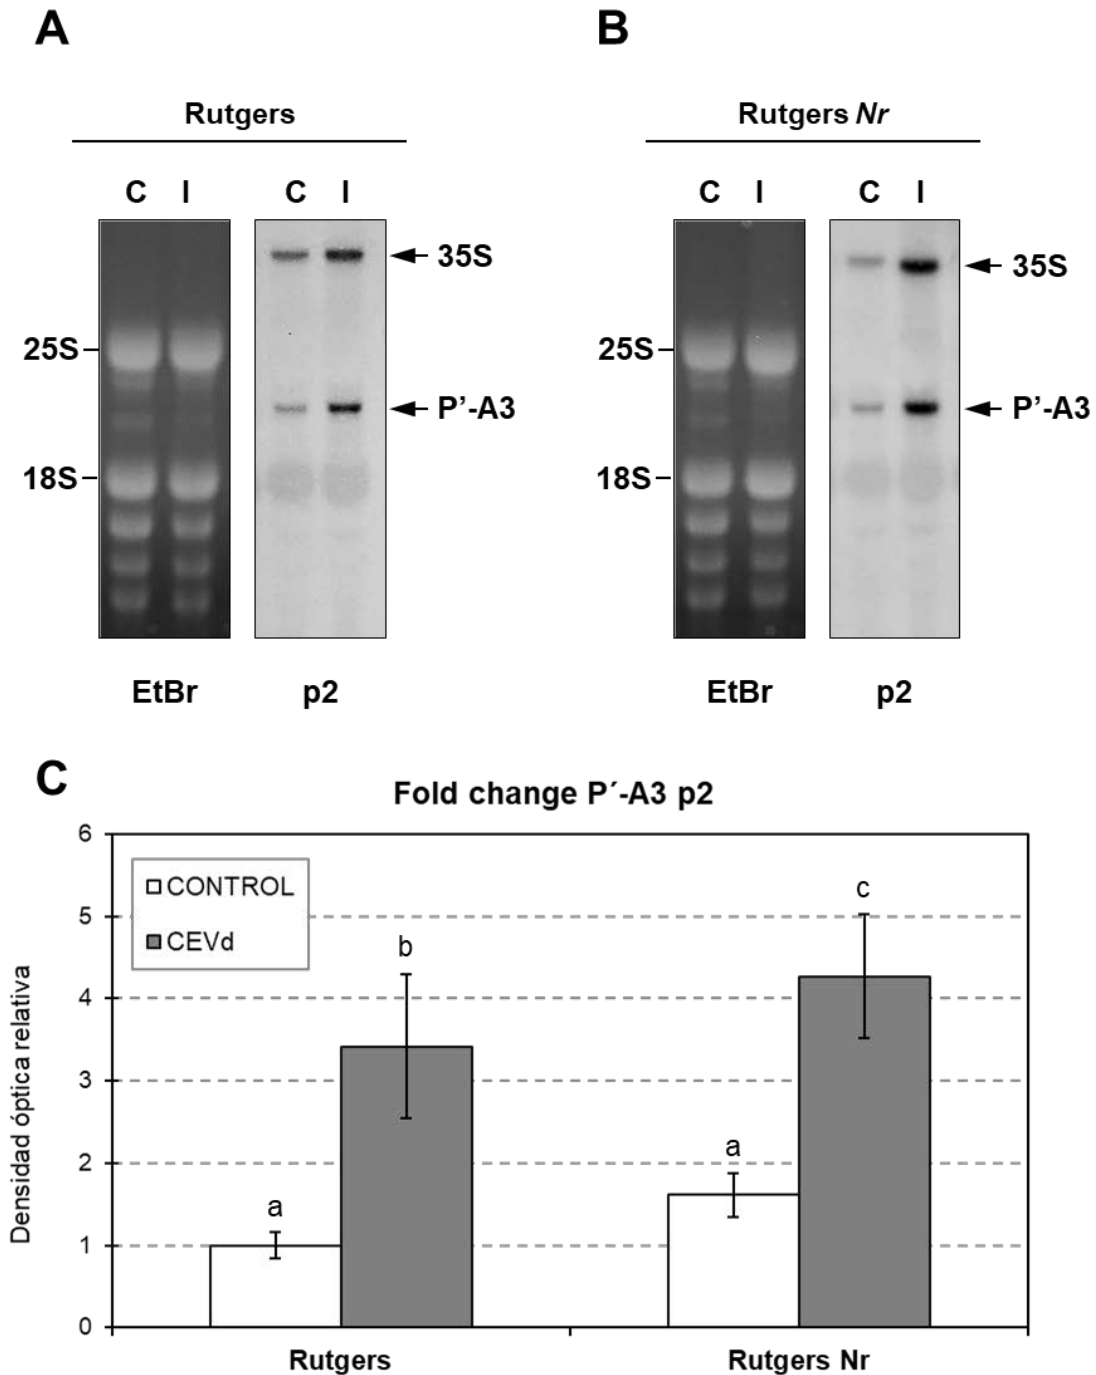 A
Rutgers
C I C I
35S
25S
P’-A3
18S
EtBr p2
B
Rutgers Nr
C I C I
35S
25S
P’-A3
18S
EtBr p2
C
Fold change P´-A3 p2
Densidad óptica relativa
6
5
4
3
2
1
0
CONTROL
CEVd
a
b
a
c
Rutgers
Rutgers Nr